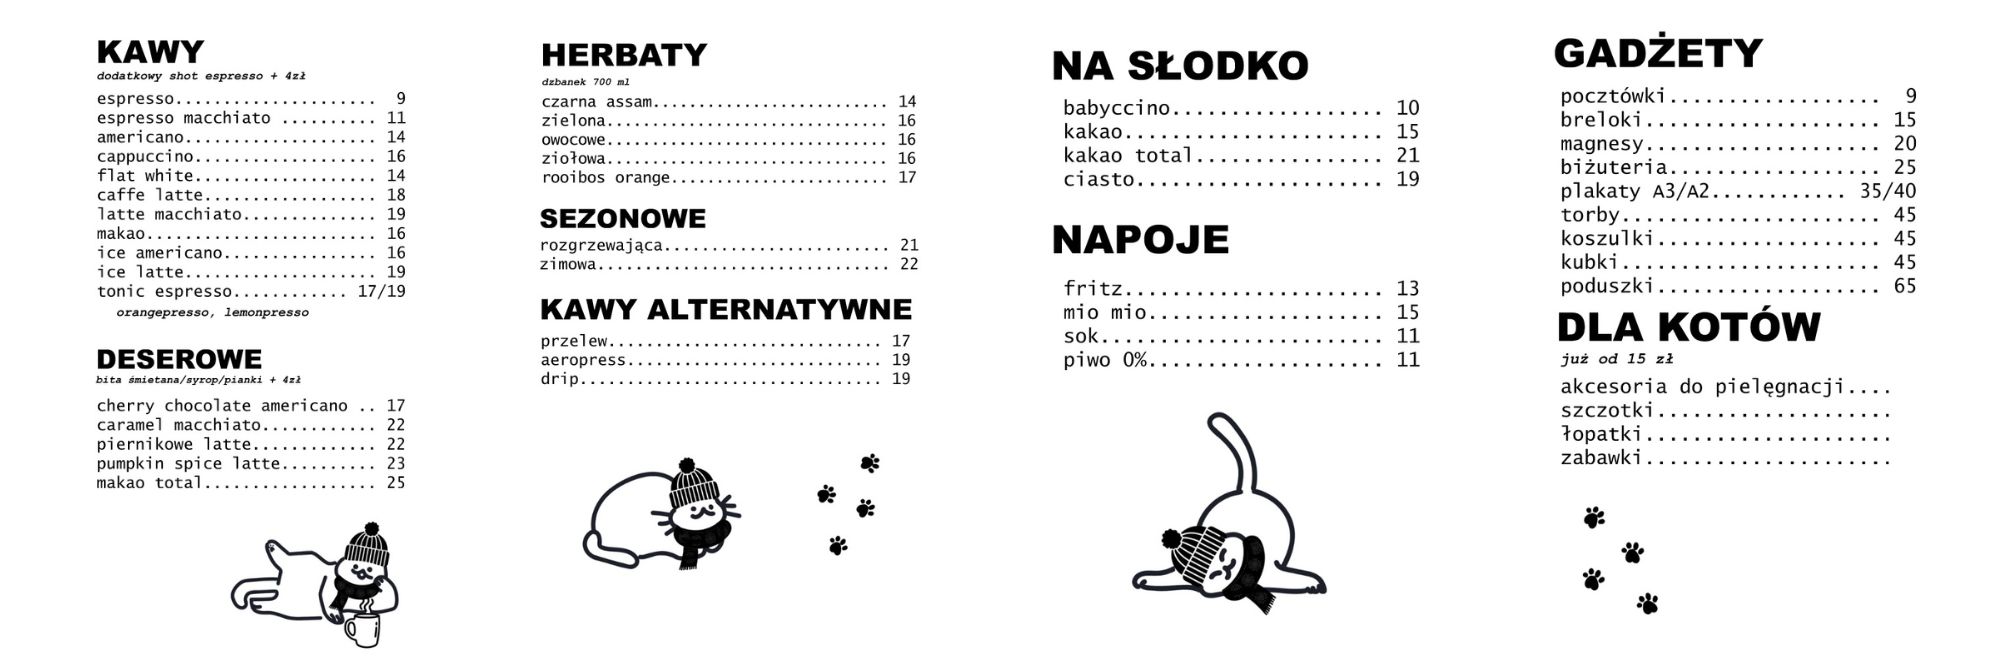 KAWY
dodatkowy shot espresso + 4zł
espresso..................... 9
espresso macchiato .......... 11
americano.................... 14
cappuccino................... 16
flat white................... 14
caffe latte.................. 18
latte macchiato.............. 19
makao........................ 16
ice americano................ 16
ice latte.................... 19
tonic espresso............ 17/19
orangepresso, lemonpresso
DESEROWE
bita śmietana/syrop/pianki + 4zł
cherry chocolate americano .. 17
caramel macchiato............ 22
piernikowe latte............. 22
pumpkin spice latte.......... 23
makao total.................. 25
HERBATY
dzbanek 700 ml
czarna assam......................... 14
zielona.............................. 16
owocowe.............................. 16
ziołowa.............................. 16
rooibos orange....................... 17
SEZONOWE
rozgrzewająca........................ 21
zimowa............................... 22
KAWY ALTERNATYWNE
przelew............................. 17
aeropress........................... 19
drip................................ 19
NA SŁODKO
babyccino.................. 10
kakao...................... 15
kakao total................ 21
ciasto..................... 19
NAPOJE
fritz...................... 13
mio mio.................... 15
sok........................ 11
piwo 0%.................... 11
GADŻETY
pocztówki.................. 9
breloki.................... 15
magnesy.................... 20
biżuteria.................. 25
plakaty A3/A2........... 35/40
torby...................... 45
koszulki................... 45
kubki...................... 45
poduszki................... 65
DLA KOTÓW
już od 15 zł
akcesoria do pielęgnacji....
szczotki....................
łopatki.....................
zabawki.....................